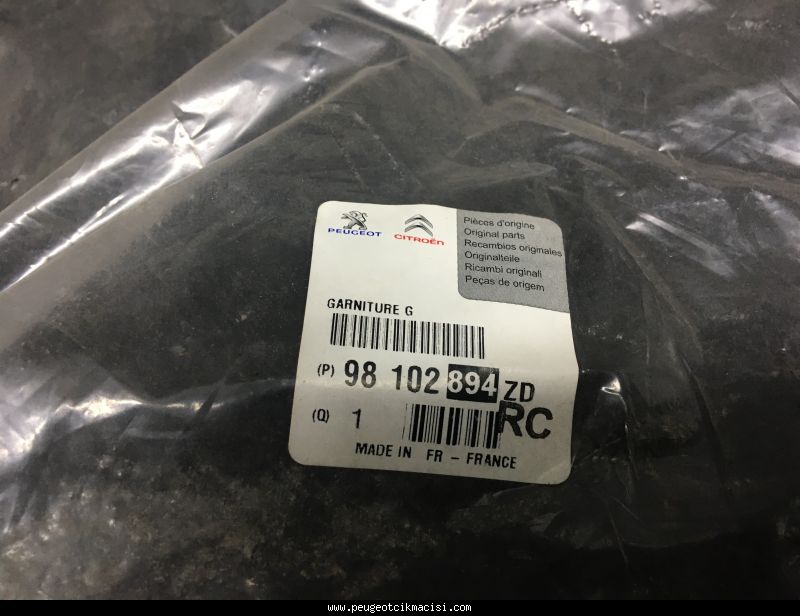 PEUGEOT
CITROËN
Pièces d'origine
Original parts
Recambios originales
Originalteile
Ricambi originali
Peças de origem
GARNITURE G
(P) 98 102 894 ZD
(Q) 1 RC
MADE IN FR - FRANCE
www.peugeotcikmacisi.com